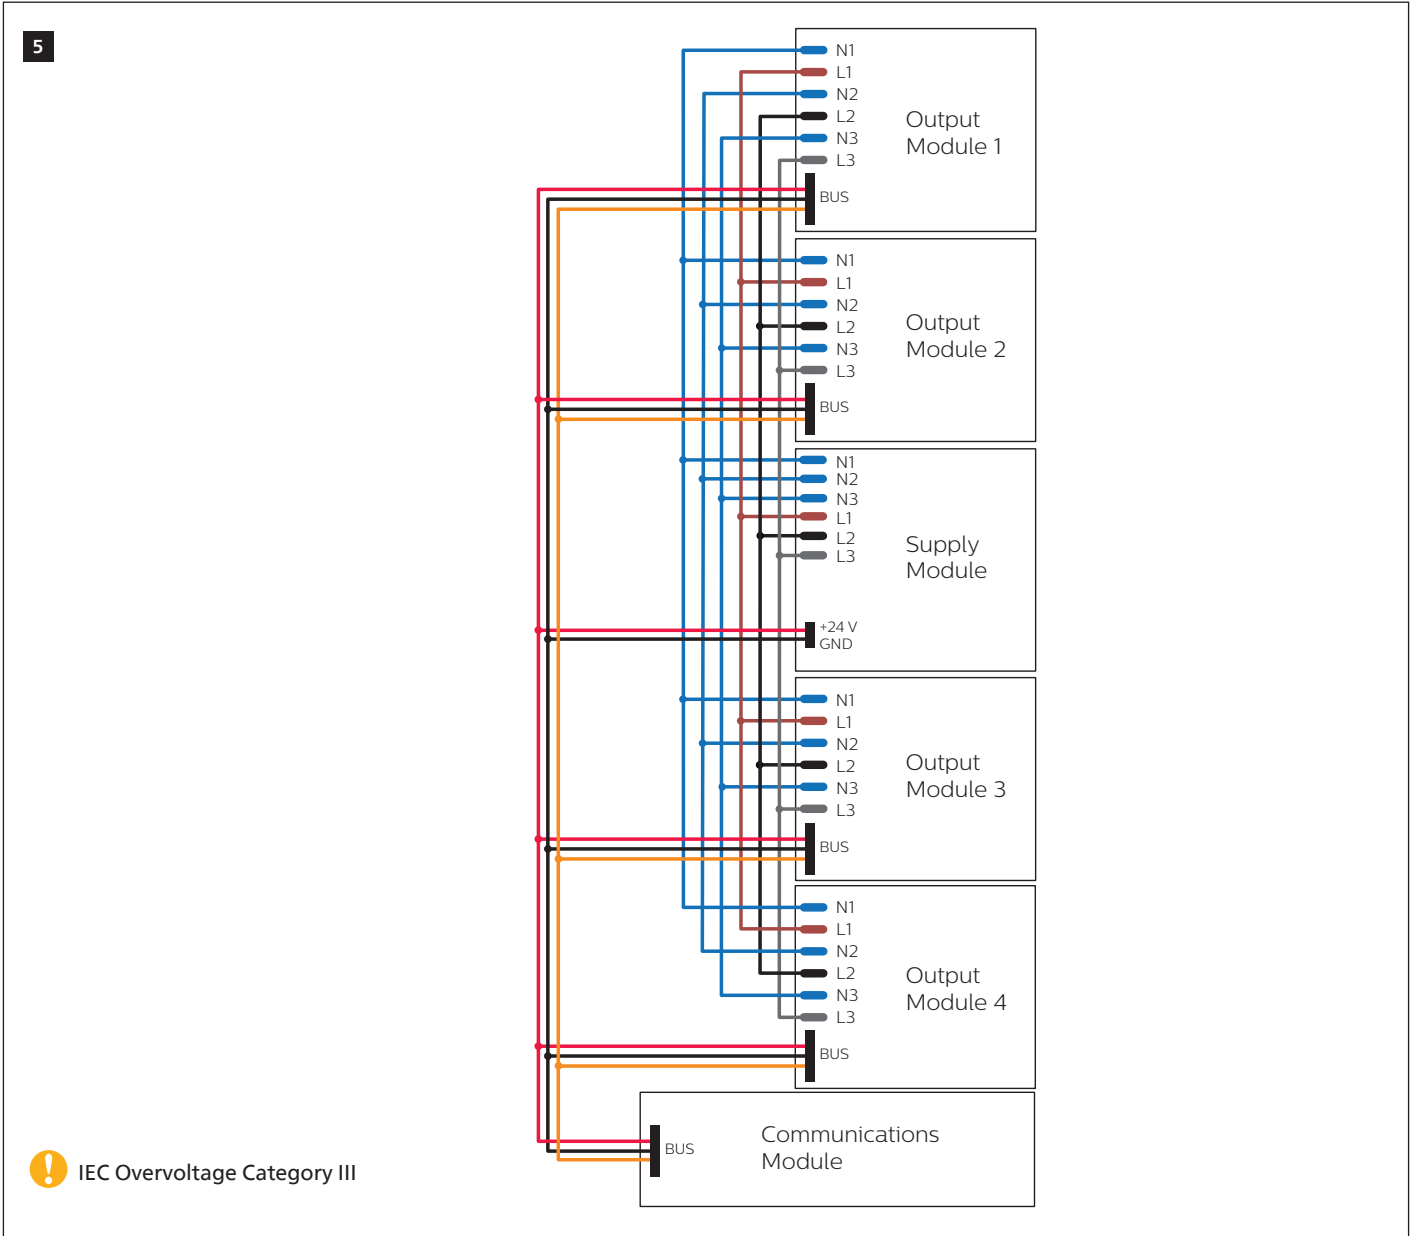 5
N1
L1
N2
L2
N3
L3
BUS
Output
Module 1
N1
L1
N2
L2
N3
L3
BUS
Output
Module 2
N1
N2
N3
L1
L2
L3
+24 V
GND
Supply
Module
N1
L1
N2
L2
N3
L3
BUS
Output
Module 3
N1
L1
N2
L2
N3
L3
BUS
Output
Module 4
BUS
Communications
Module
! IEC Overvoltage Category III